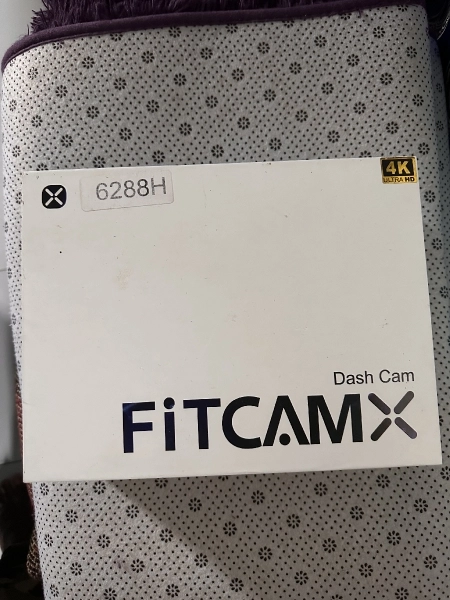 6288H
4K
ULTRA HD
Dash Cam
FiTCAMX